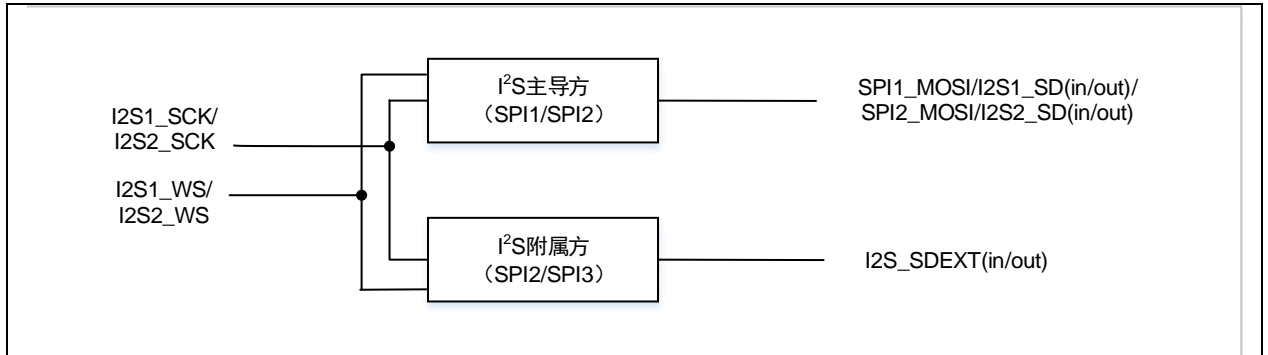 I2S1_SCK/
I2S2_SCK
I2S1_WS/
I2S2_WS
I²S主导方
（SPI1/SPI2）
SPI1_MOSI/I2S1_SD(in/out)/
SPI2_MOSI/I2S2_SD(in/out)
I²S附属方
（SPI2/SPI3）
I2S_SDEXT(in/out)